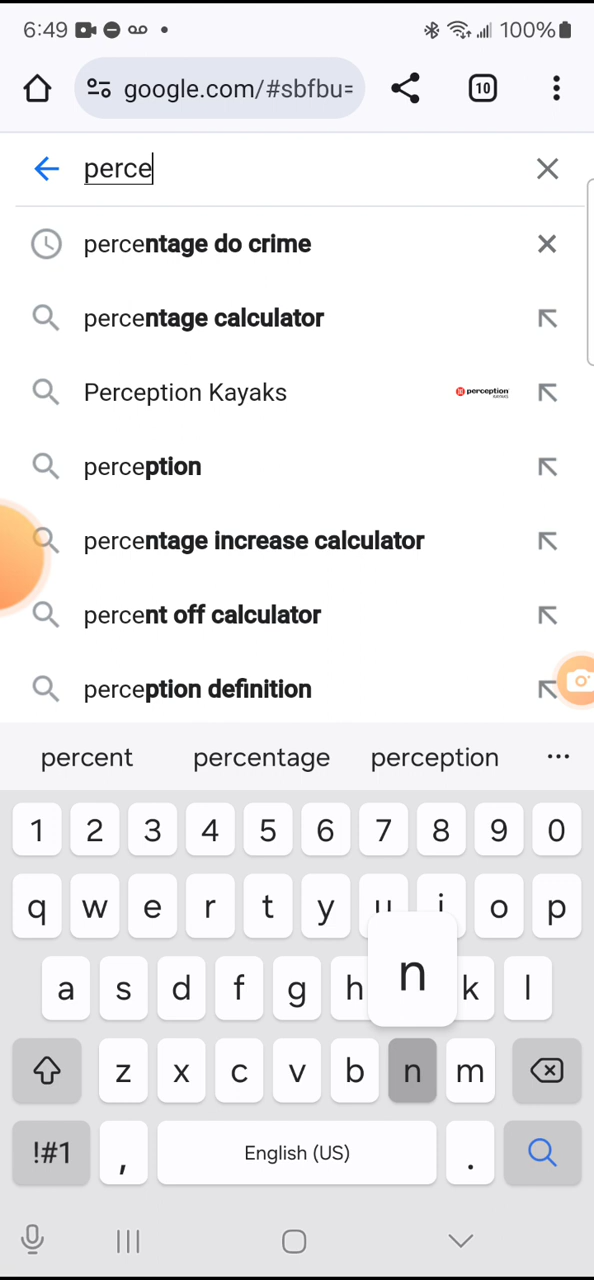 6:49 100%
google.com/#sbfbu= 10
perce
percentage do crime
percentage calculator
Perception Kayaks perception
perception
percentage increase calculator
percent off calculator
perception definition
percent percentage perception ...
1 2 3 4 5 6 7 8 9 0
q w e r t y u i o p
a s d f g h n k l
z x c v b n m
!#1 , English (US) .